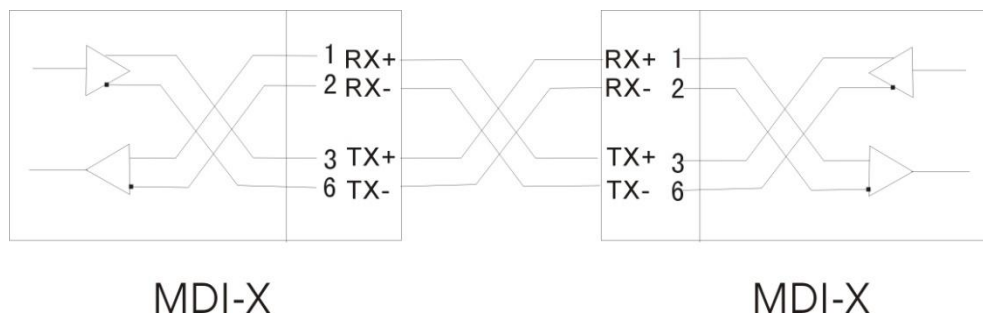 1 RX+ RX+ 1
2 RX- RX- 2
3 TX+ TX+ 3
6 TX- TX- 6
MDI-X MDI-X